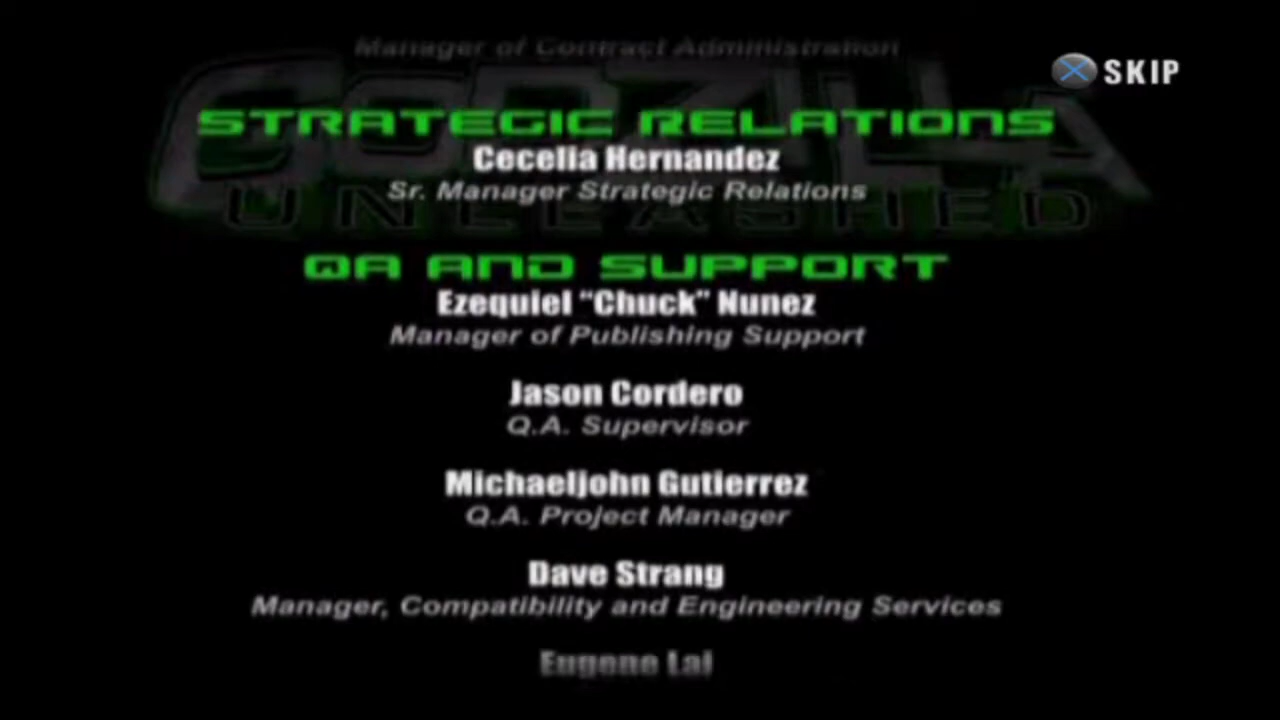 Manager of Contract Administration
SKIP
GODZILLA
UNLEASHED
STRATEGIC RELATIONS
Cecelia Hernandez
Sr. Manager Strategic Relations
QA AND SUPPORT
Ezequiel “Chuck” Nunez
Manager of Publishing Support
Jason Cordero
Q.A. Supervisor
Michaeljohn Gutierrez
Q.A. Project Manager
Dave Strang
Manager, Compatibility and Engineering Services
Eugene Lai